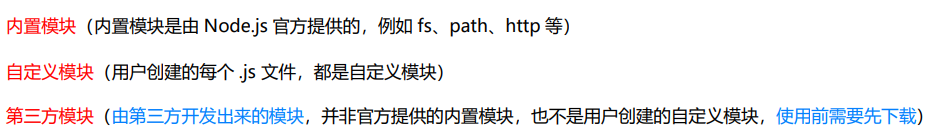 内置模块（内置模块是由 Node.js 官方提供的，例如 fs、path、http 等）
自定义模块（用户创建的每个 .js 文件，都是自定义模块）
第三方模块（由第三方开发出来的模块，并非官方提供的内置模块，也不是用户创建的自定义模块，使用前需要先下载）